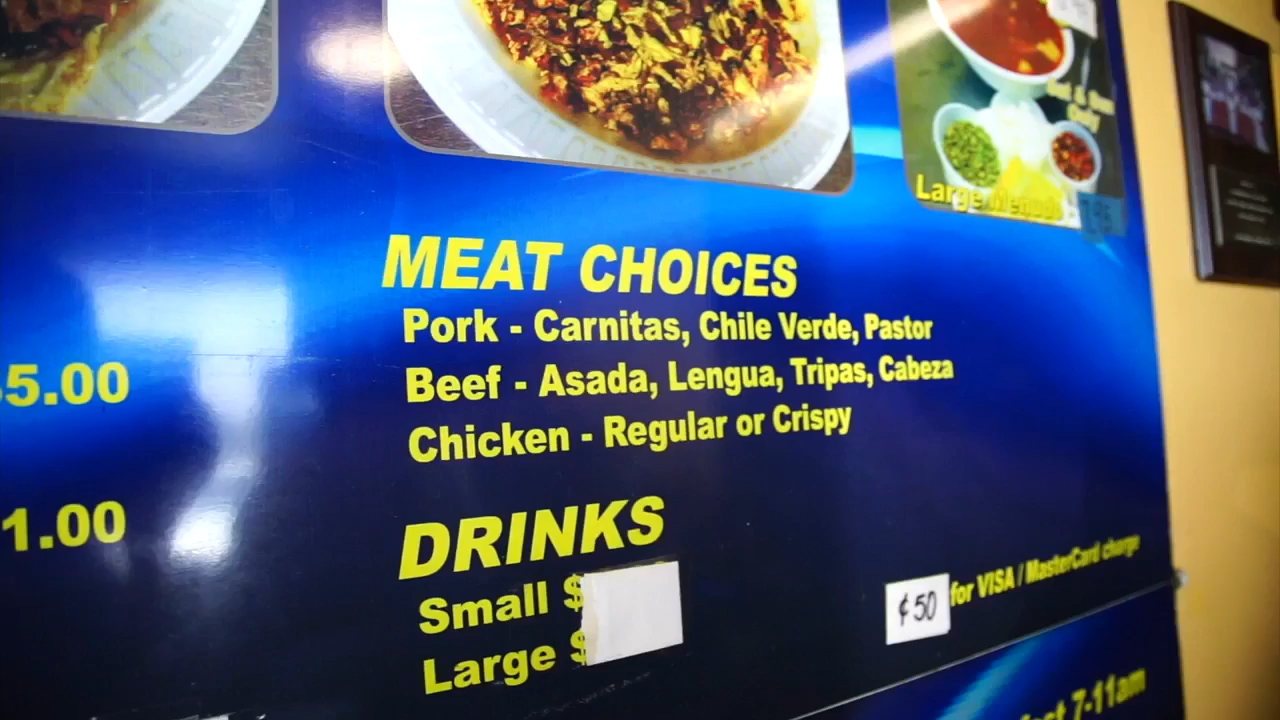 Large Menudo
MEAT CHOICES
Pork - Carnitas, Chile Verde, Pastor
Beef - Asada, Lengua, Tripas, Cabeza
Chicken - Regular or Crispy
5.00
1.00
DRINKS
Small $
Large $
¢50 for VISA / MasterCard charge
7-11am